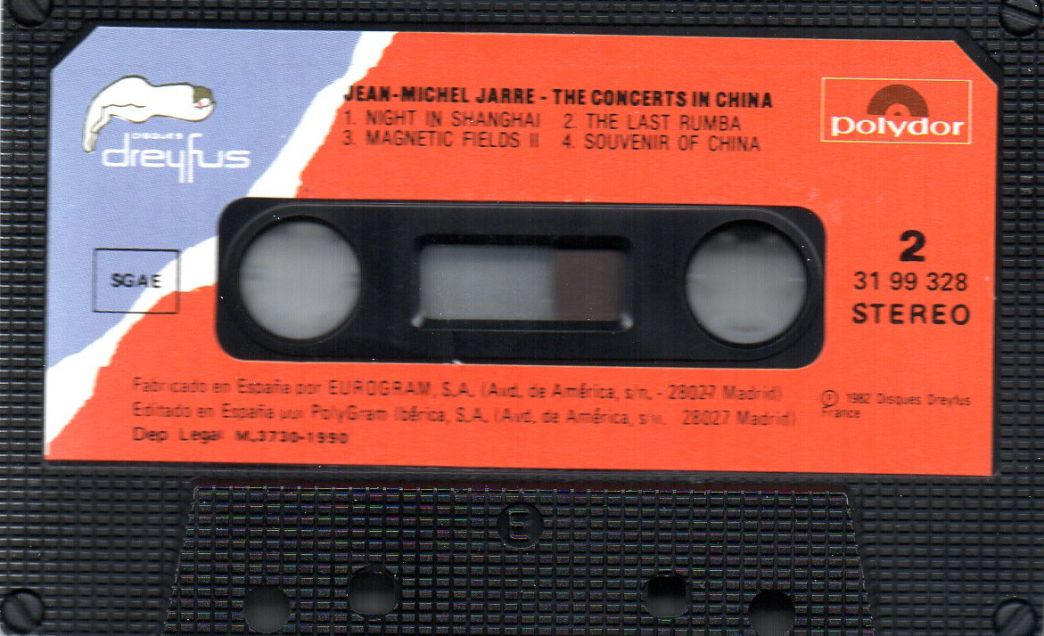 JEAN-MICHEL JARRE - THE CONCERTS IN CHINA
1. NIGHT IN SHANGHAI 2. THE LAST RUMBA
3. MAGNETIC FIELDS II 4. SOUVENIR OF CHINA
DISQUES
dreyfus
polydor
SGAE
2
31 99 328
STEREO
Fabricado en España por EUROGRAM, S.A. (Avd. de América, s/n. - 28027 Madrid)
Editado en España por PolyGram Ibérica, S.A. (Avd. de América, s/n. 28027 Madrid)
Dep Legal M.3730-1990
Ⓟ 1982 Disques Dreyfus
France
E